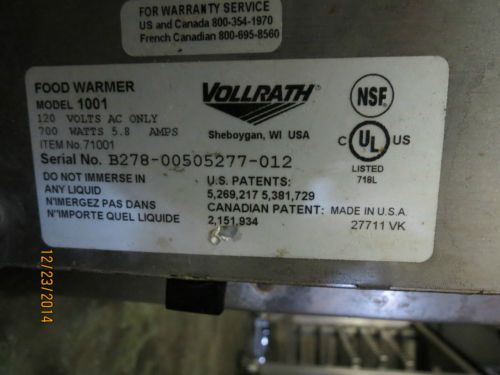 FOR WARRANTY SERVICE
US and Canada 800-354-1970
French Canadian 800-695-8560
FOOD WARMER
MODEL 1001
120 VOLTS AC ONLY
700 WATTS 5.8 AMPS
ITEM No.71001
Serial No. B278-00505277-012
DO NOT IMMERSE IN
ANY LIQUID
N'IMERGEZ PAS DANS
N"IMPORTE QUEL LIQUIDE
VOLLRATH
Sheboygan, WI USA
NSF
C UL US
LISTED
718L
U.S. PATENTS:
5,269,217 5,381,729
CANADIAN PATENT:
2,151,934
MADE IN U.S.A.
27711 VK
12/23/2014